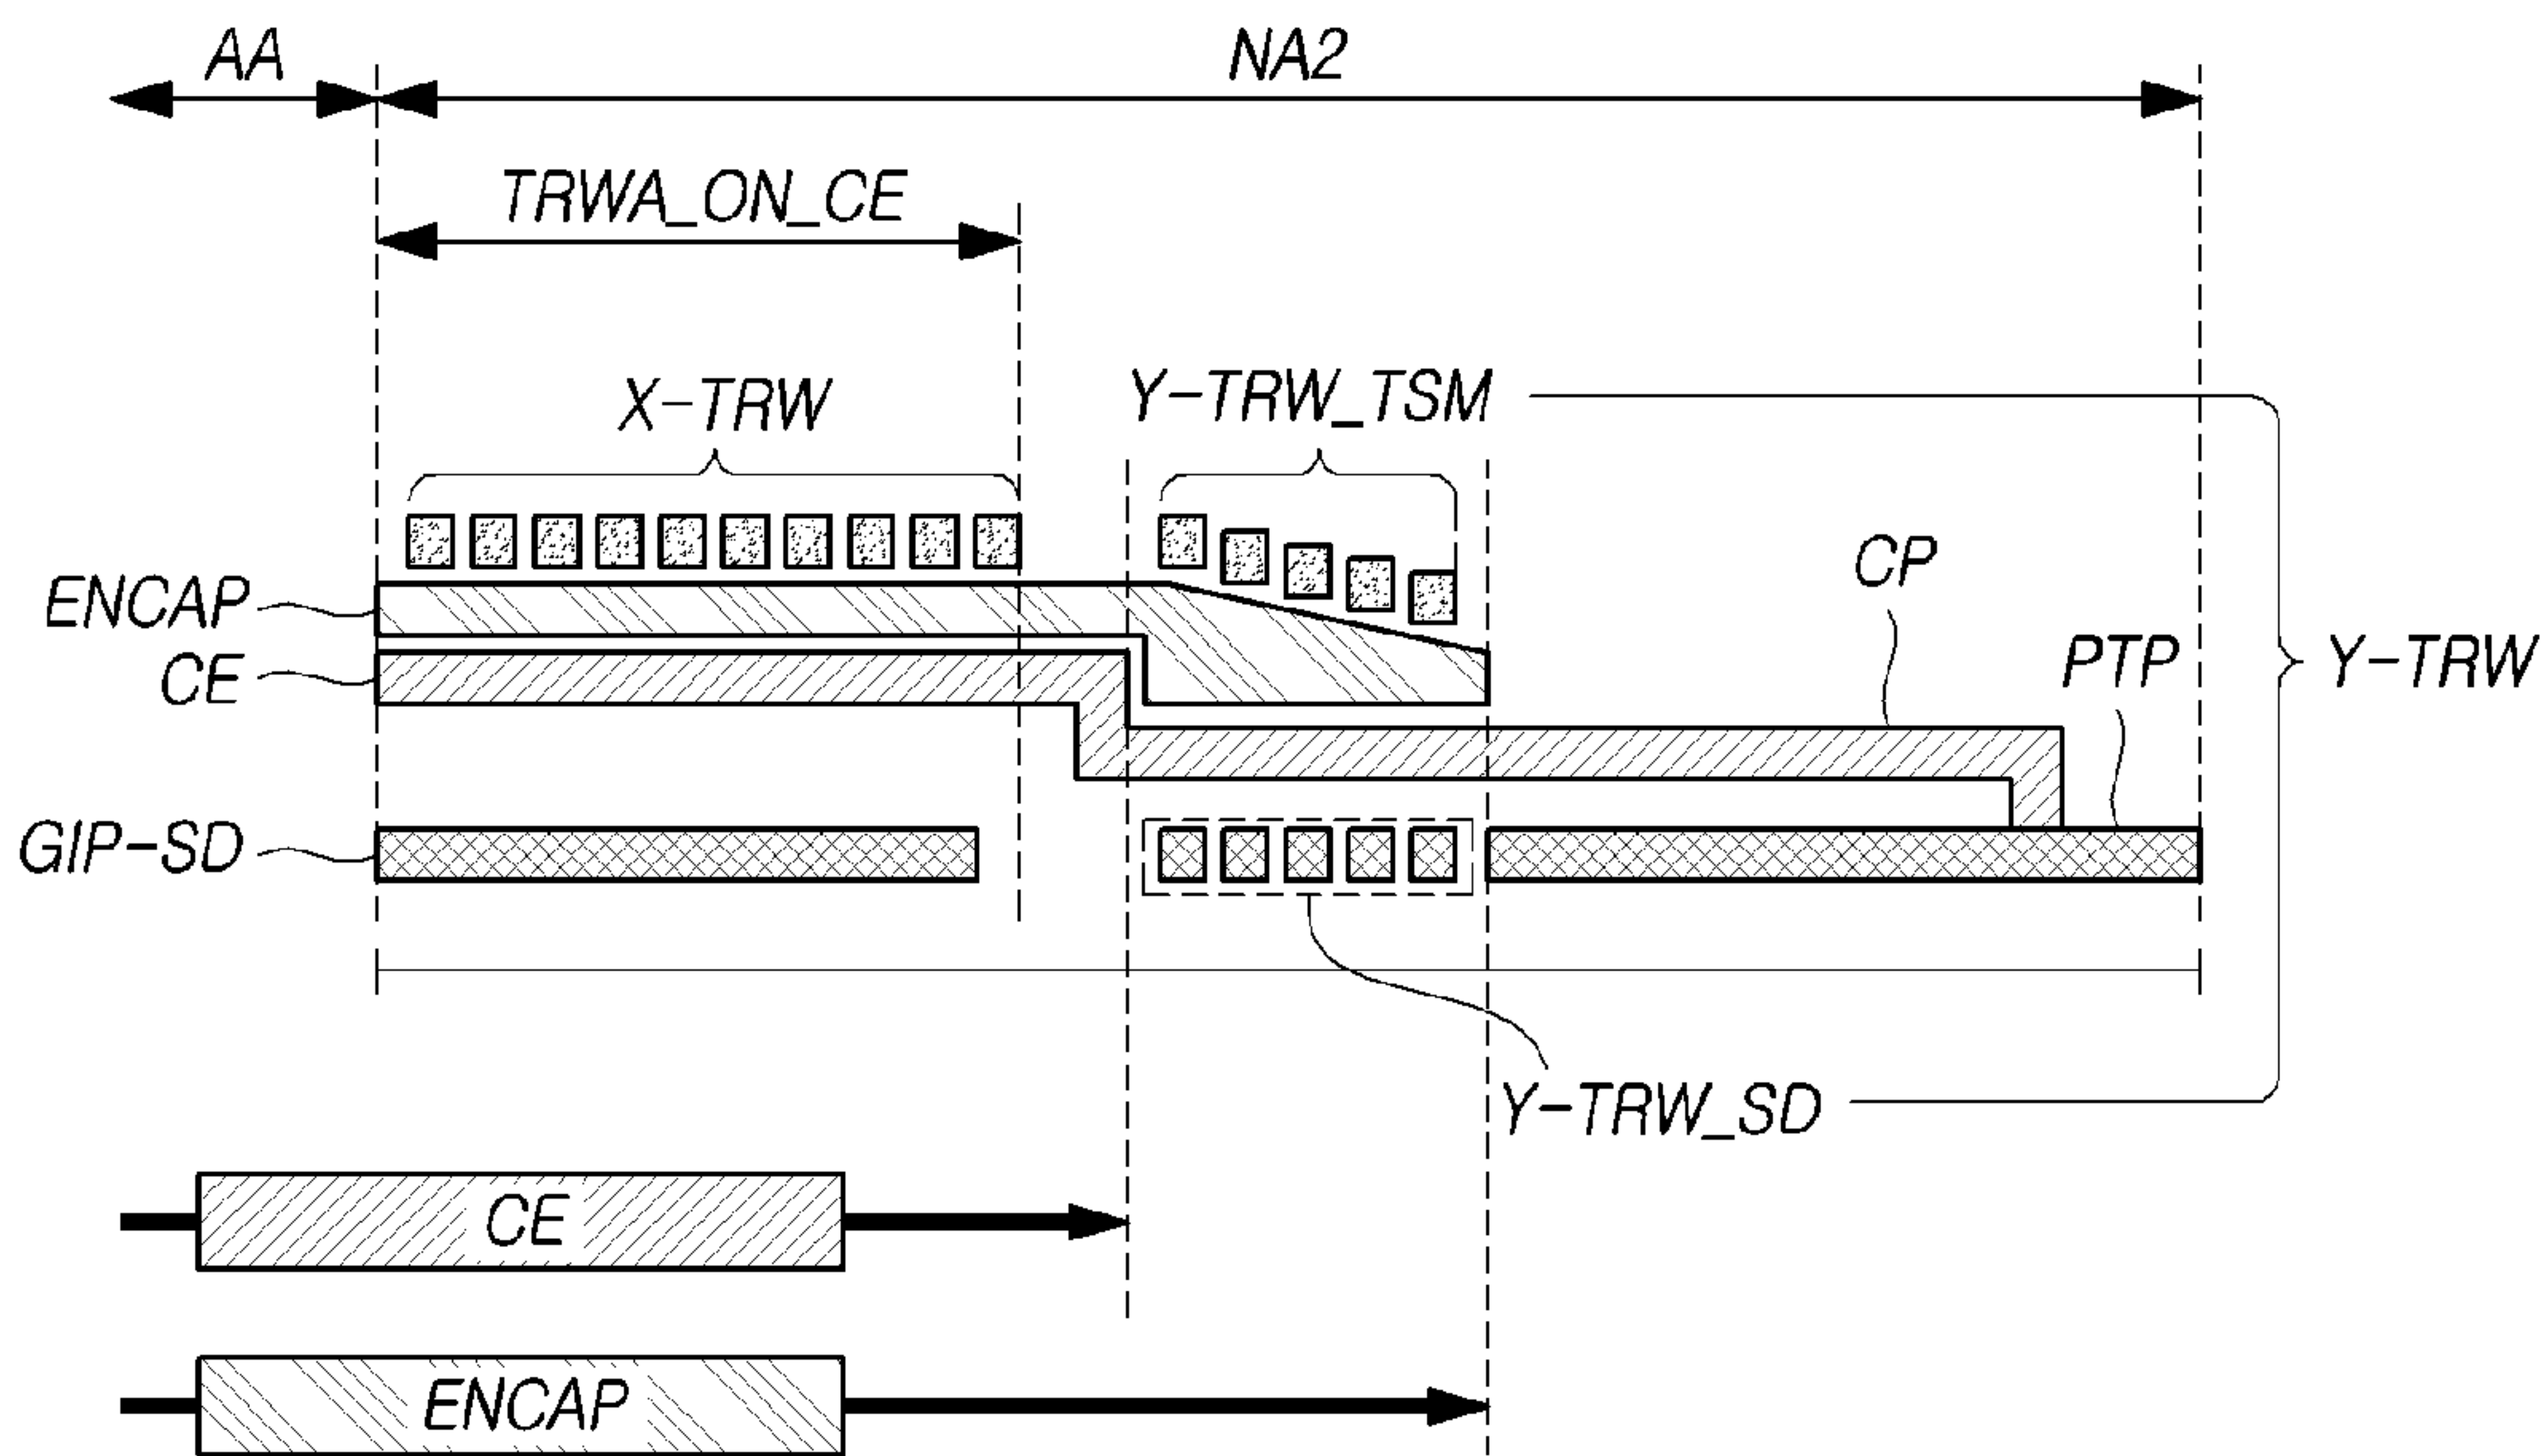 AA
NA2
TRWA_ON_CE
X-TRW
Y-TRW_TSM
CP
ENCAP
PTP
Y-TRW
CE
GIP-SD
Y-TRW_SD
CE
ENCAP